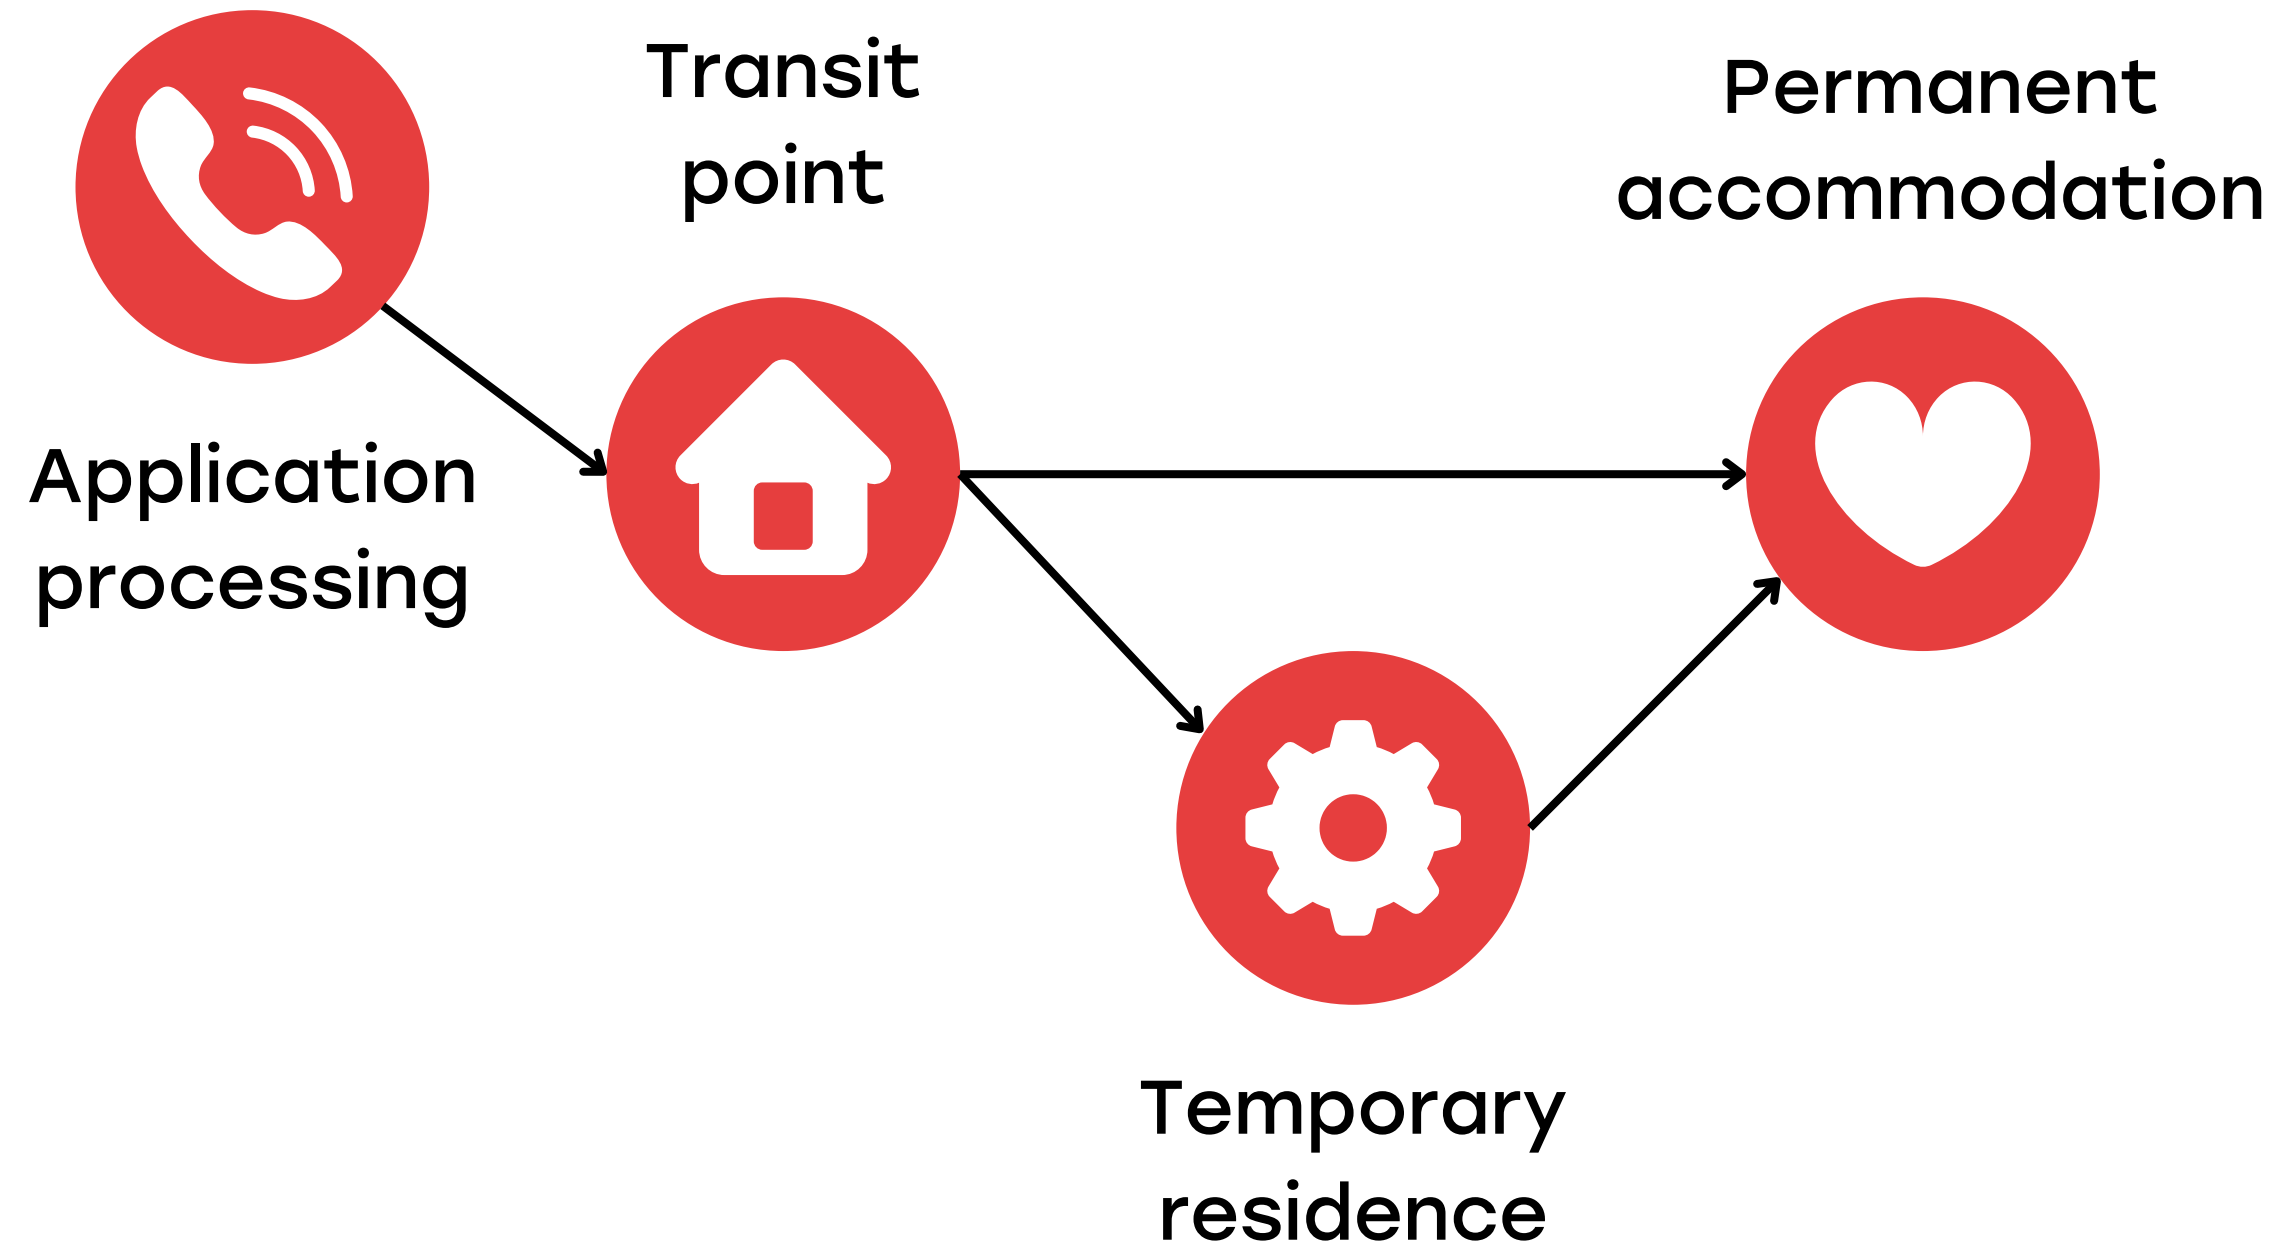 Transit
point
Permanent
accommodation
Application
processing
Temporary
residence